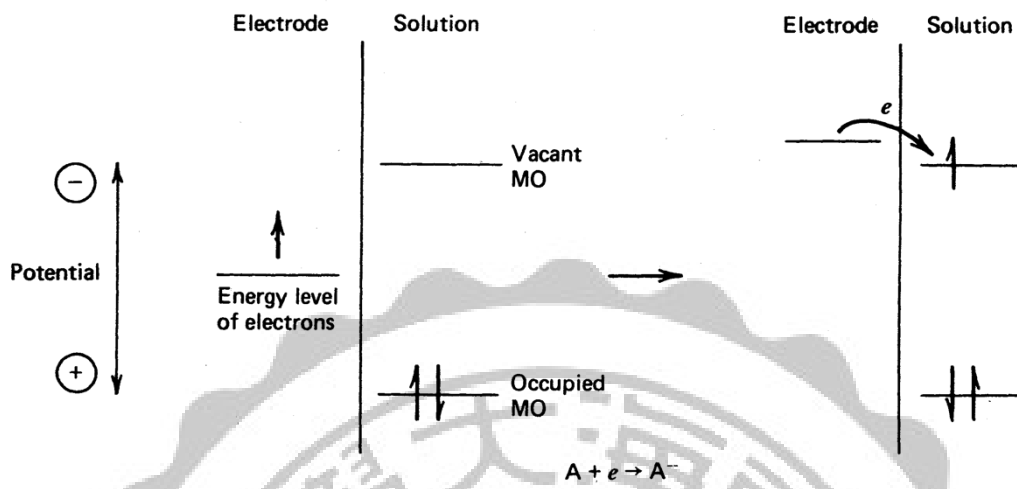 Electrode Solution
Electrode Solution
e
Vacant
MO
−
Potential
Energy level
of electrons
+
Occupied
MO
A + e → A⁻